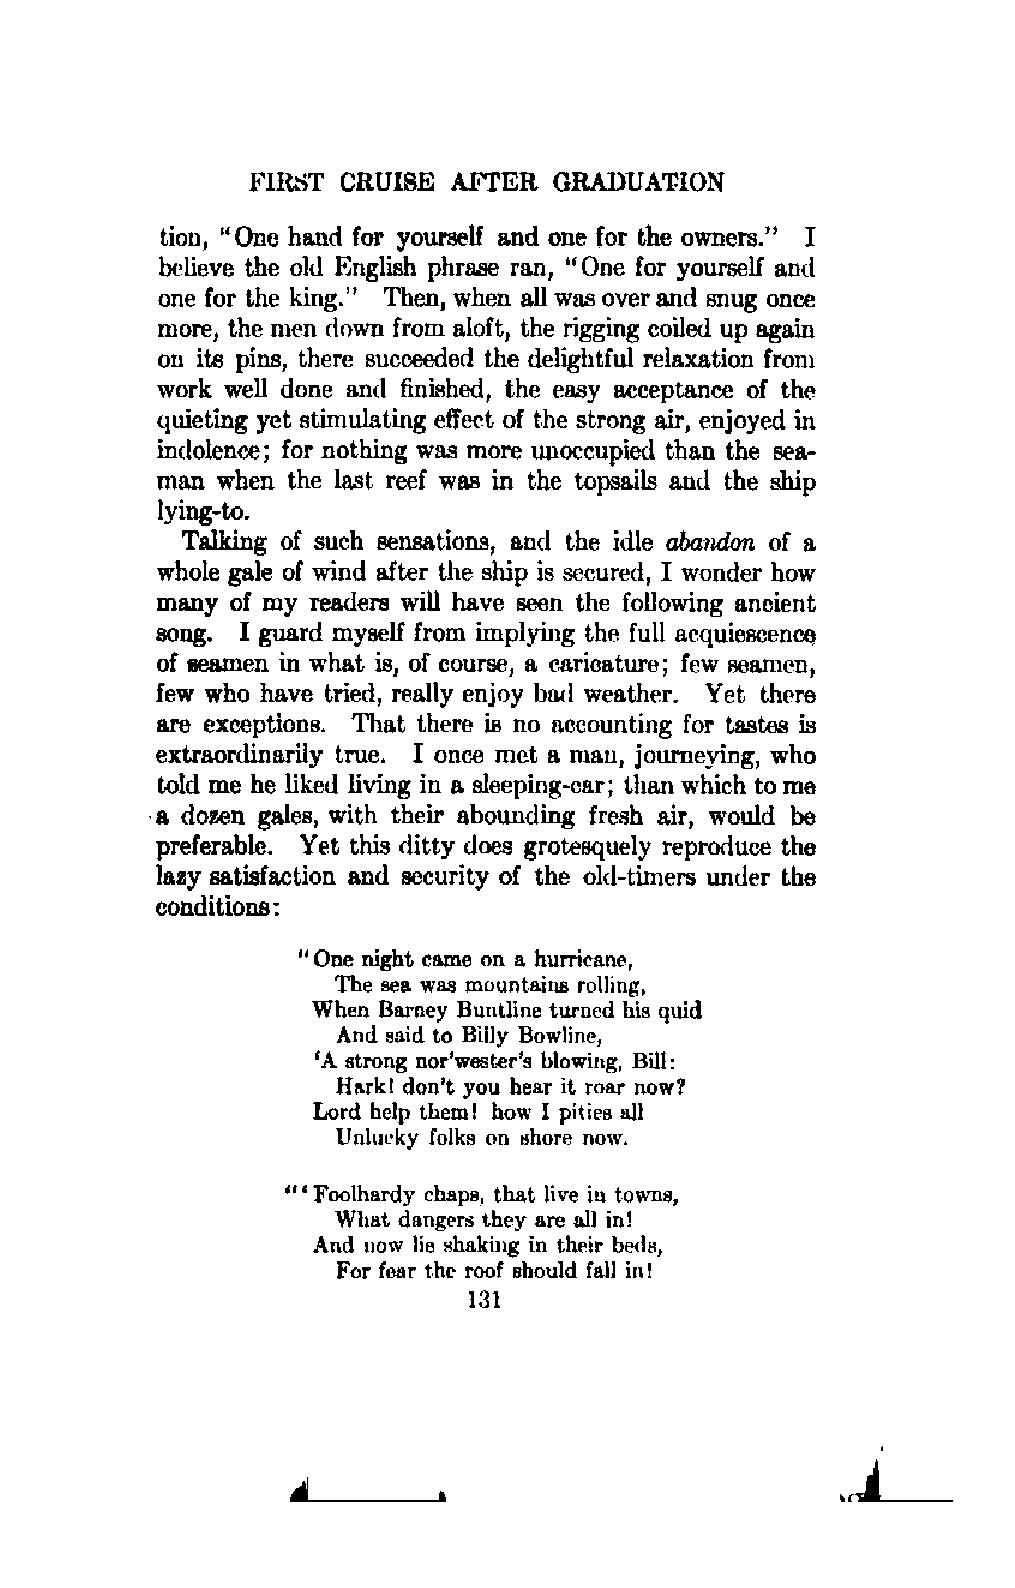 FIRST CRUISE AFTER GRADUATION
tion, "One hand for yourself and one for the owners." I
believe the old English phrase ran, "One for yourself and
one for the king." Then, when all was over and snug once
more, the men down from aloft, the rigging coiled up again
on its pins, there succeeded the delightful relaxation from
work well done and finished, the easy acceptance of the
quieting yet stimulating effect of the strong air, enjoyed in
indolence; for nothing was more unoccupied than the sea-
man when the last reef was in the topsails and the ship
lying-to.
Talking of such sensations, and the idle abandon of a
whole gale of wind after the ship is secured, I wonder how
many of my readers will have seen the following ancient
song. I guard myself from implying the full acquiescence
of seamen in what is, of course, a caricature; few seamen,
few who have tried, really enjoy bad weather. Yet there
are exceptions. That there is no accounting for tastes is
extraordinarily true. I once met a man, journeying, who
told me he liked living in a sleeping-car; than which to me
a dozen gales, with their abounding fresh air, would be
preferable. Yet this ditty does grotesquely reproduce the
lazy satisfaction and security of the old-timers under the
conditions:
"One night came on a hurricane,
The sea was mountains rolling,
When Barney Buntline turned his quid
And said to Billy Bowline,
'A strong nor'wester's blowing, Bill:
Hark! don't you hear it roar now?
Lord help them! how I pities all
Unlucky folks on shore now.
"'Foolhardy chaps, that live in towns,
What dangers they are all in!
And now lie shaking in their beds,
For fear the roof should fall in!
131